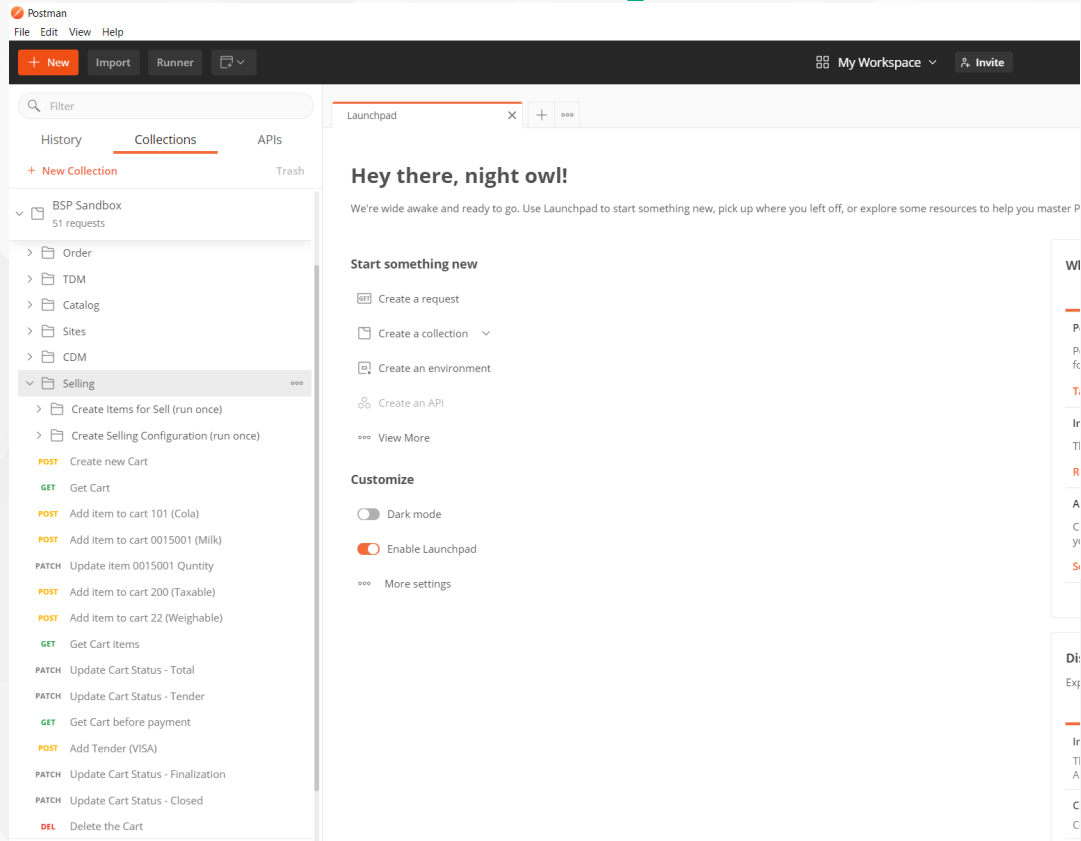 Postman
File Edit View Help
+ New Import Runner My Workspace Invite
Filter
History Collections APIs
+ New Collection Trash
BSP Sandbox
51 requests
Order
TDM
Catalog
Sites
CDM
Selling
Create Items for Sell (run once)
Create Selling Configuration (run once)
POST Create new Cart
GET Get Cart
POST Add item to cart 101 (Cola)
POST Add item to cart 0015001 (Milk)
PATCH Update item 0015001 Quntity
POST Add item to cart 200 (Taxable)
POST Add item to cart 22 (Weighable)
GET Get Cart items
PATCH Update Cart Status - Total
PATCH Update Cart Status - Tender
GET Get Cart before payment
POST Add Tender (VISA)
PATCH Update Cart Status - Finalization
PATCH Update Cart Status - Closed
DEL Delete the Cart
Launchpad
Hey there, night owl!
We're wide awake and ready to go. Use Launchpad to start something new, pick up where you left off, or explore some resources to help you master P
Start something new
GET Create a request
Create a collection
Create an environment
Create an API
View More
Customize
Dark mode
Enable Launchpad
More settings